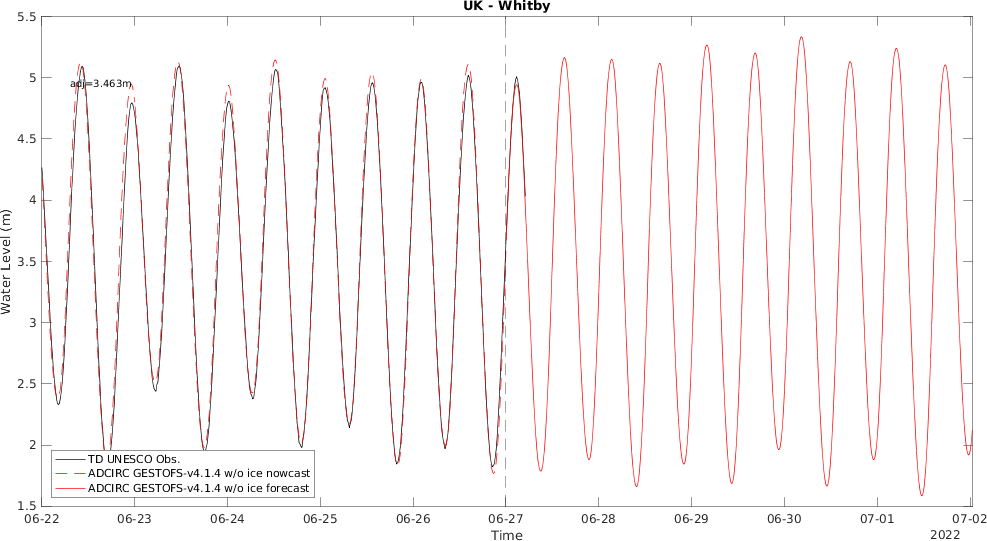 UK - Whitby
5.5
5
4.5
4
3.5
3
2.5
2
1.5
Water Level (m)
adj=3.463m
TD UNESCO Obs.
ADCIRC GESTOFS-v4.1.4 w/o ice nowcast
ADCIRC GESTOFS-v4.1.4 w/o ice forecast
06-22 06-23 06-24 06-25 06-26 06-27 06-28 06-29 06-30 07-01 07-02
Time
2022